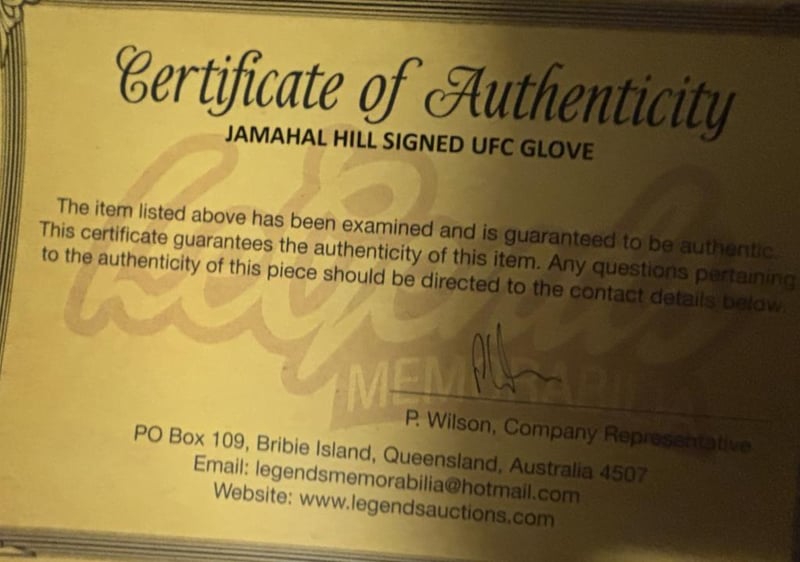 Certificate of Authenticity
JAMAHAL HILL SIGNED UFC GLOVE
The item listed above has been examined and is guaranteed to be authentic.
This certificate guarantees the authenticity of this item. Any questions pertaining
to the authenticity of this piece should be directed to the contact details below.
Legends
MEMORABILIA
P. Wilson, Company Representative
PO Box 109, Bribie Island, Queensland, Australia 4507
Email: legendsmemorabilia@hotmail.com
Website: www.legendsauctions.com